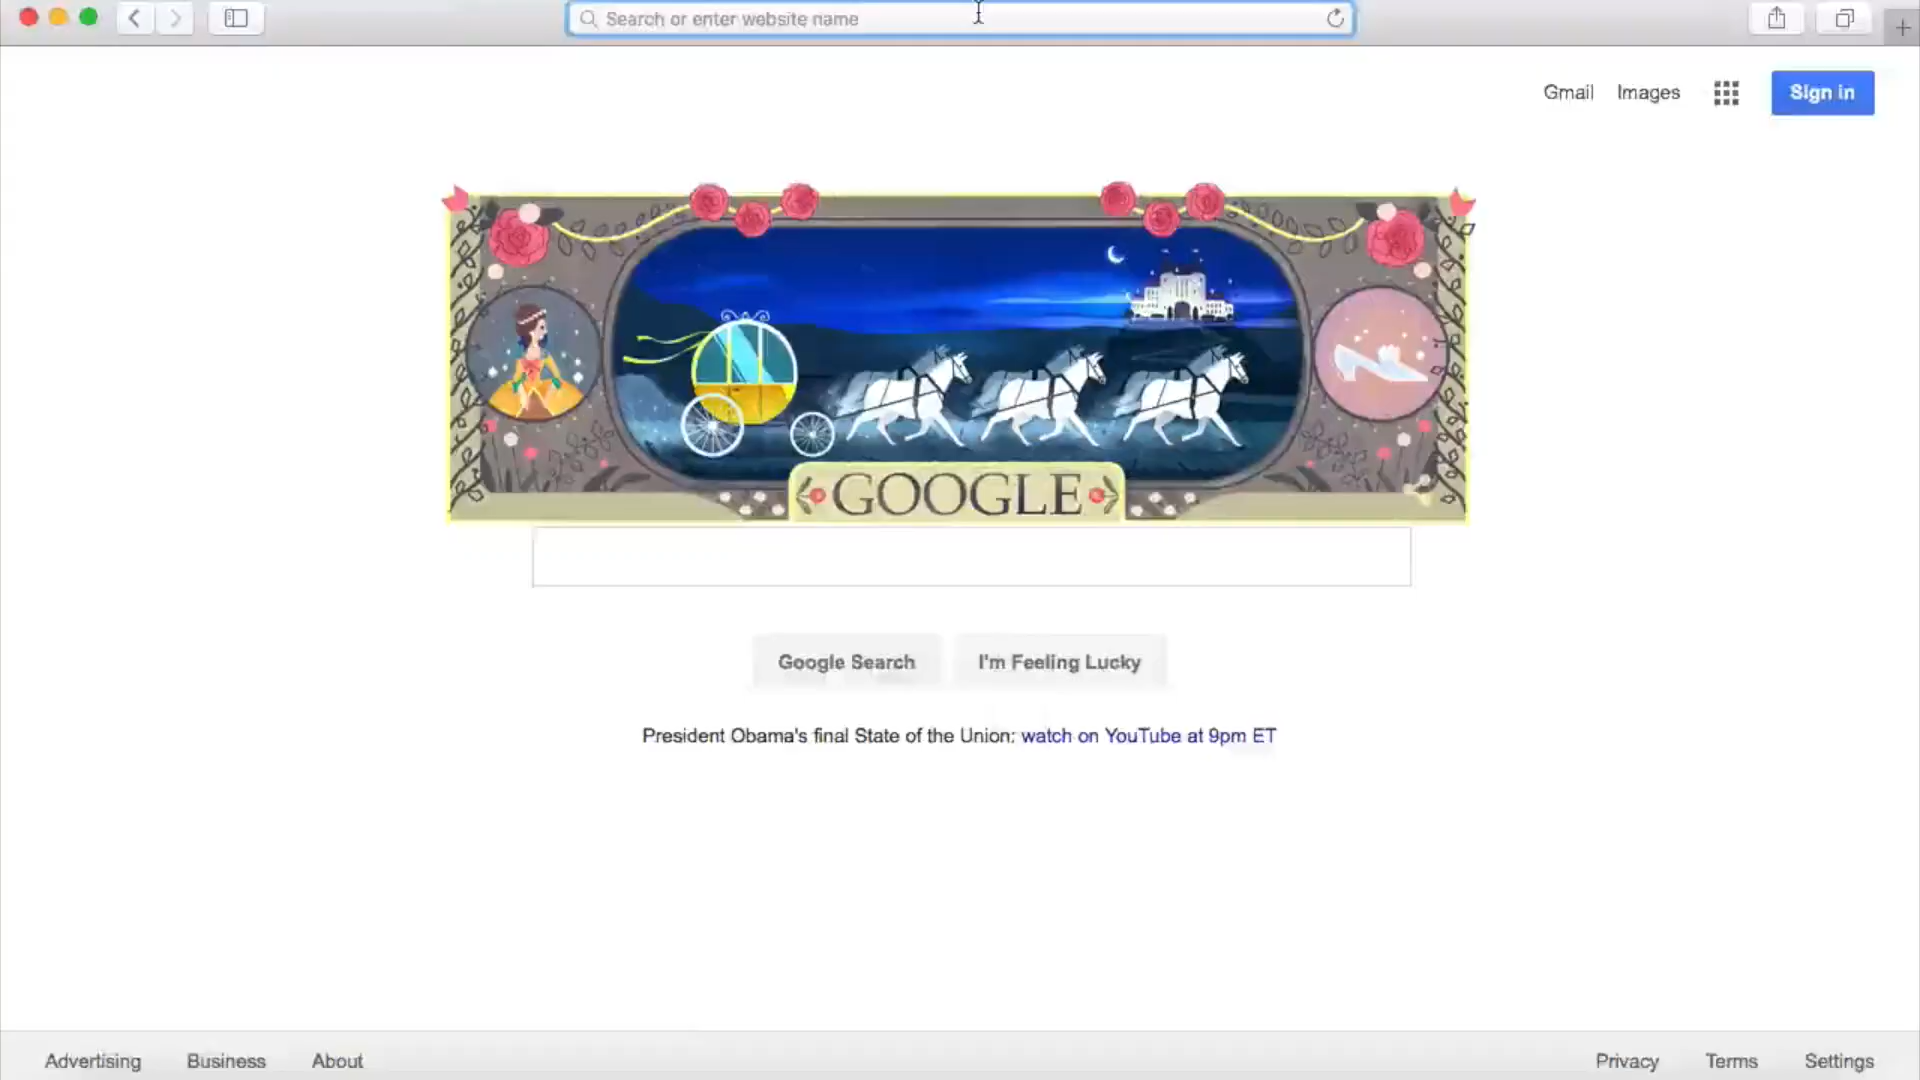 Search or enter website name
Gmail Images Sign in
GOOGLE
Google Search I'm Feeling Lucky
President Obama's final State of the Union: watch on YouTube at 9pm ET
Advertising Business About Privacy Terms Settings